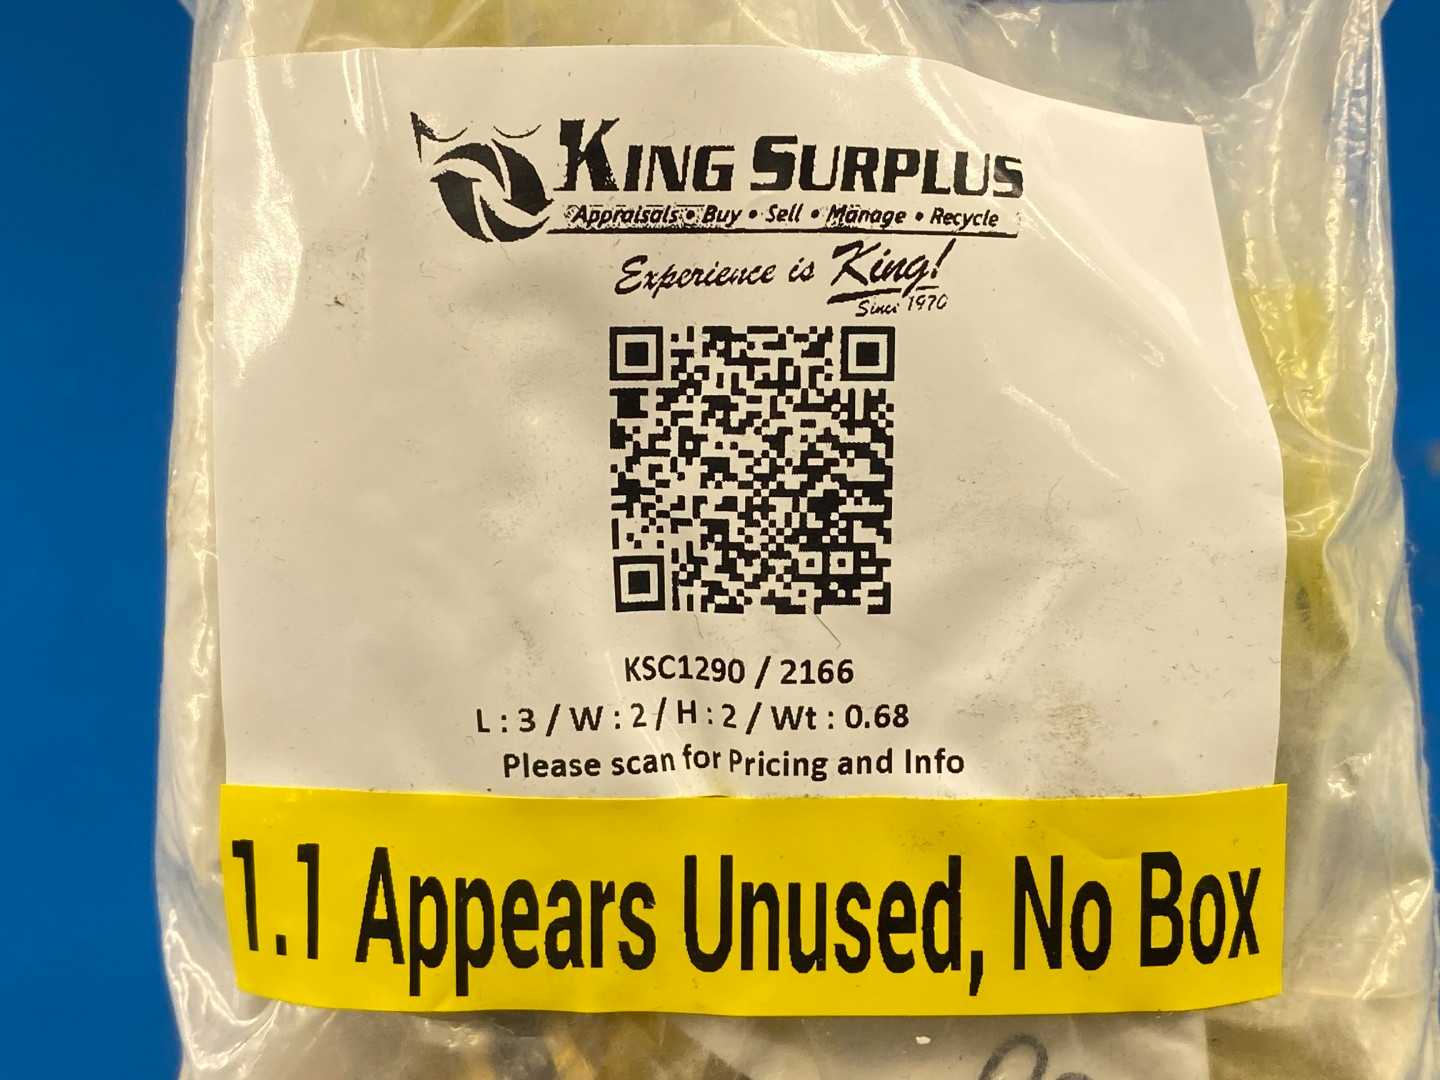 KING SURPLUS
Appraisals • Buy • Sell • Manage • Recycle
Experience is King!
Since 1970
KSC1290 / 2166
L : 3 / W : 2 / H : 2 / Wt : 0.68
Please scan for Pricing and Info
1.1 Appears Unused, No Box